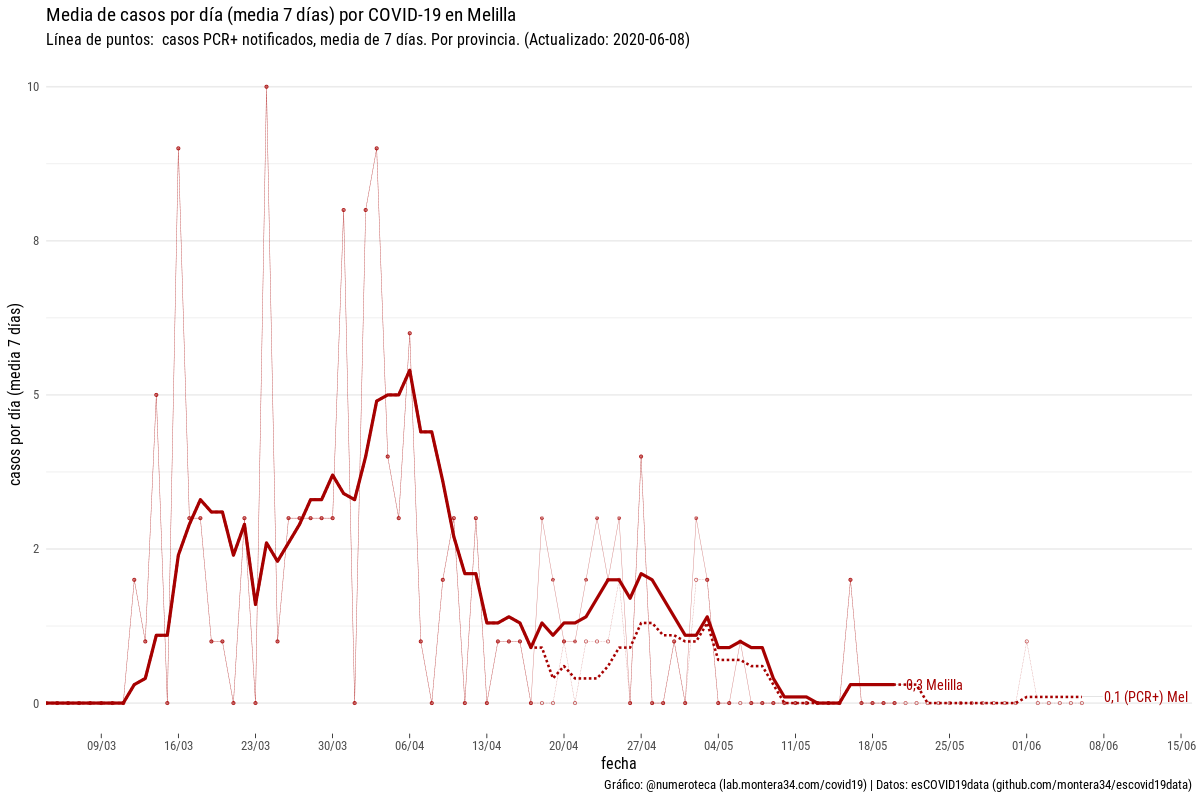 Media de casos por día (media 7 días) por COVID-19 en Melilla
Línea de puntos:  casos PCR+ notificados, media de 7 días. Por provincia. (Actualizado: 2020-06-08)
casos por día (media 7 días)
10
8
5
2
0
0,3 Melilla
0,1 (PCR+) Mel
09/03 16/03 23/03 30/03 06/04 13/04 20/04 27/04 04/05 11/05 18/05 25/05 01/06 08/06 15/06
fecha
Gráfico: @numeroteca (lab.montera34.com/covid19) | Datos: esCOVID19data (github.com/montera34/escovid19data)